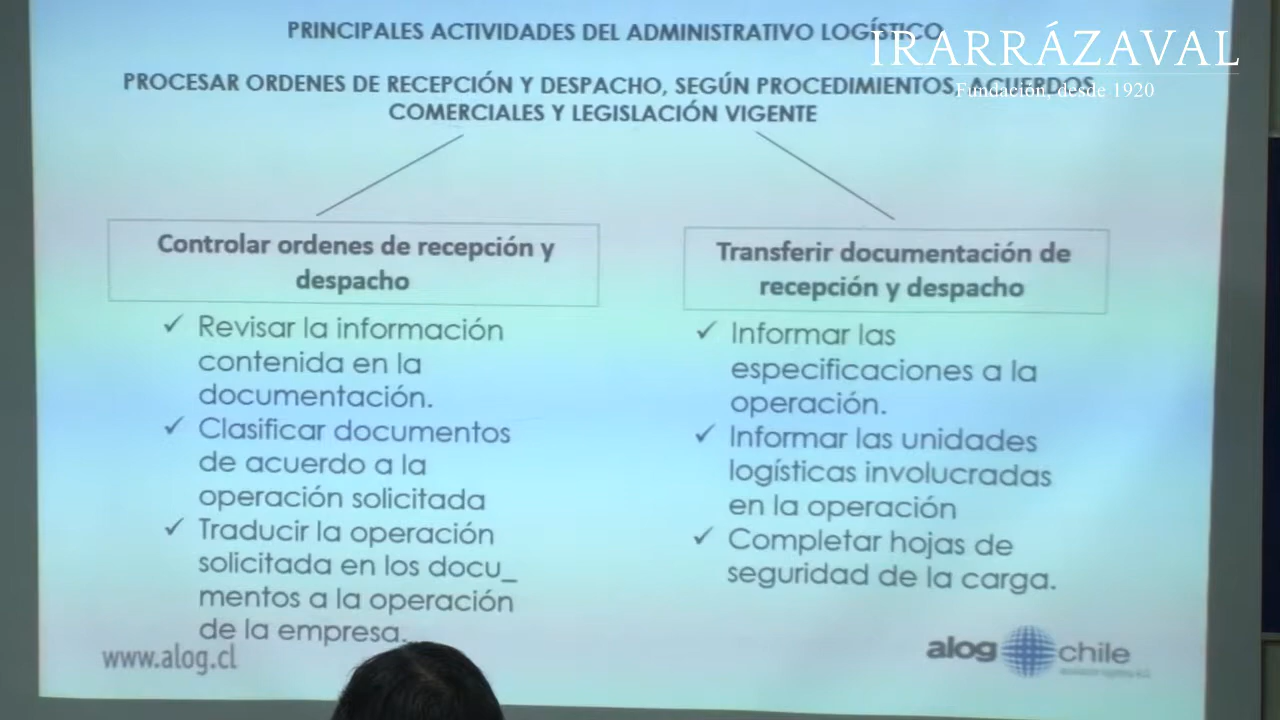 PRINCIPALES ACTIVIDADES DEL ADMINISTRATIVO LOGÍSTICO
IRARRÁZAVAL
Fundación, desde 1920
PROCESAR ORDENES DE RECEPCIÓN Y DESPACHO, SEGÚN PROCEDIMIENTOS, ACUERDOS
COMERCIALES Y LEGISLACIÓN VIGENTE
Controlar ordenes de recepción y
despacho
✓ Revisar la información
contenida en la
documentación.
✓ Clasificar documentos
de acuerdo a la
operación solicitada
✓ Traducir la operación
solicitada en los docu_
mentos a la operación
de la empresa.
Transferir documentación de
recepción y despacho
✓ Informar las
especificaciones a la
operación.
✓ Informar las unidades
logísticas involucradas
en la operación
✓ Completar hojas de
seguridad de la carga.
www.alog.cl
alog chile